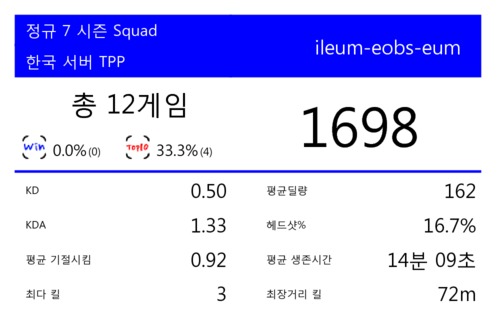 정규 7 시즌 Squad
한국 서버 TPP
ileum-eobs-eum
총 12게임
Win 0.0% (0) TOP10 33.3% (4)
1698
KD 0.50
KDA 1.33
평균 기절시킴 0.92
최다 킬 3
평균딜량 162
헤드샷% 16.7%
평균 생존시간 14분 09초
최장거리 킬 72m